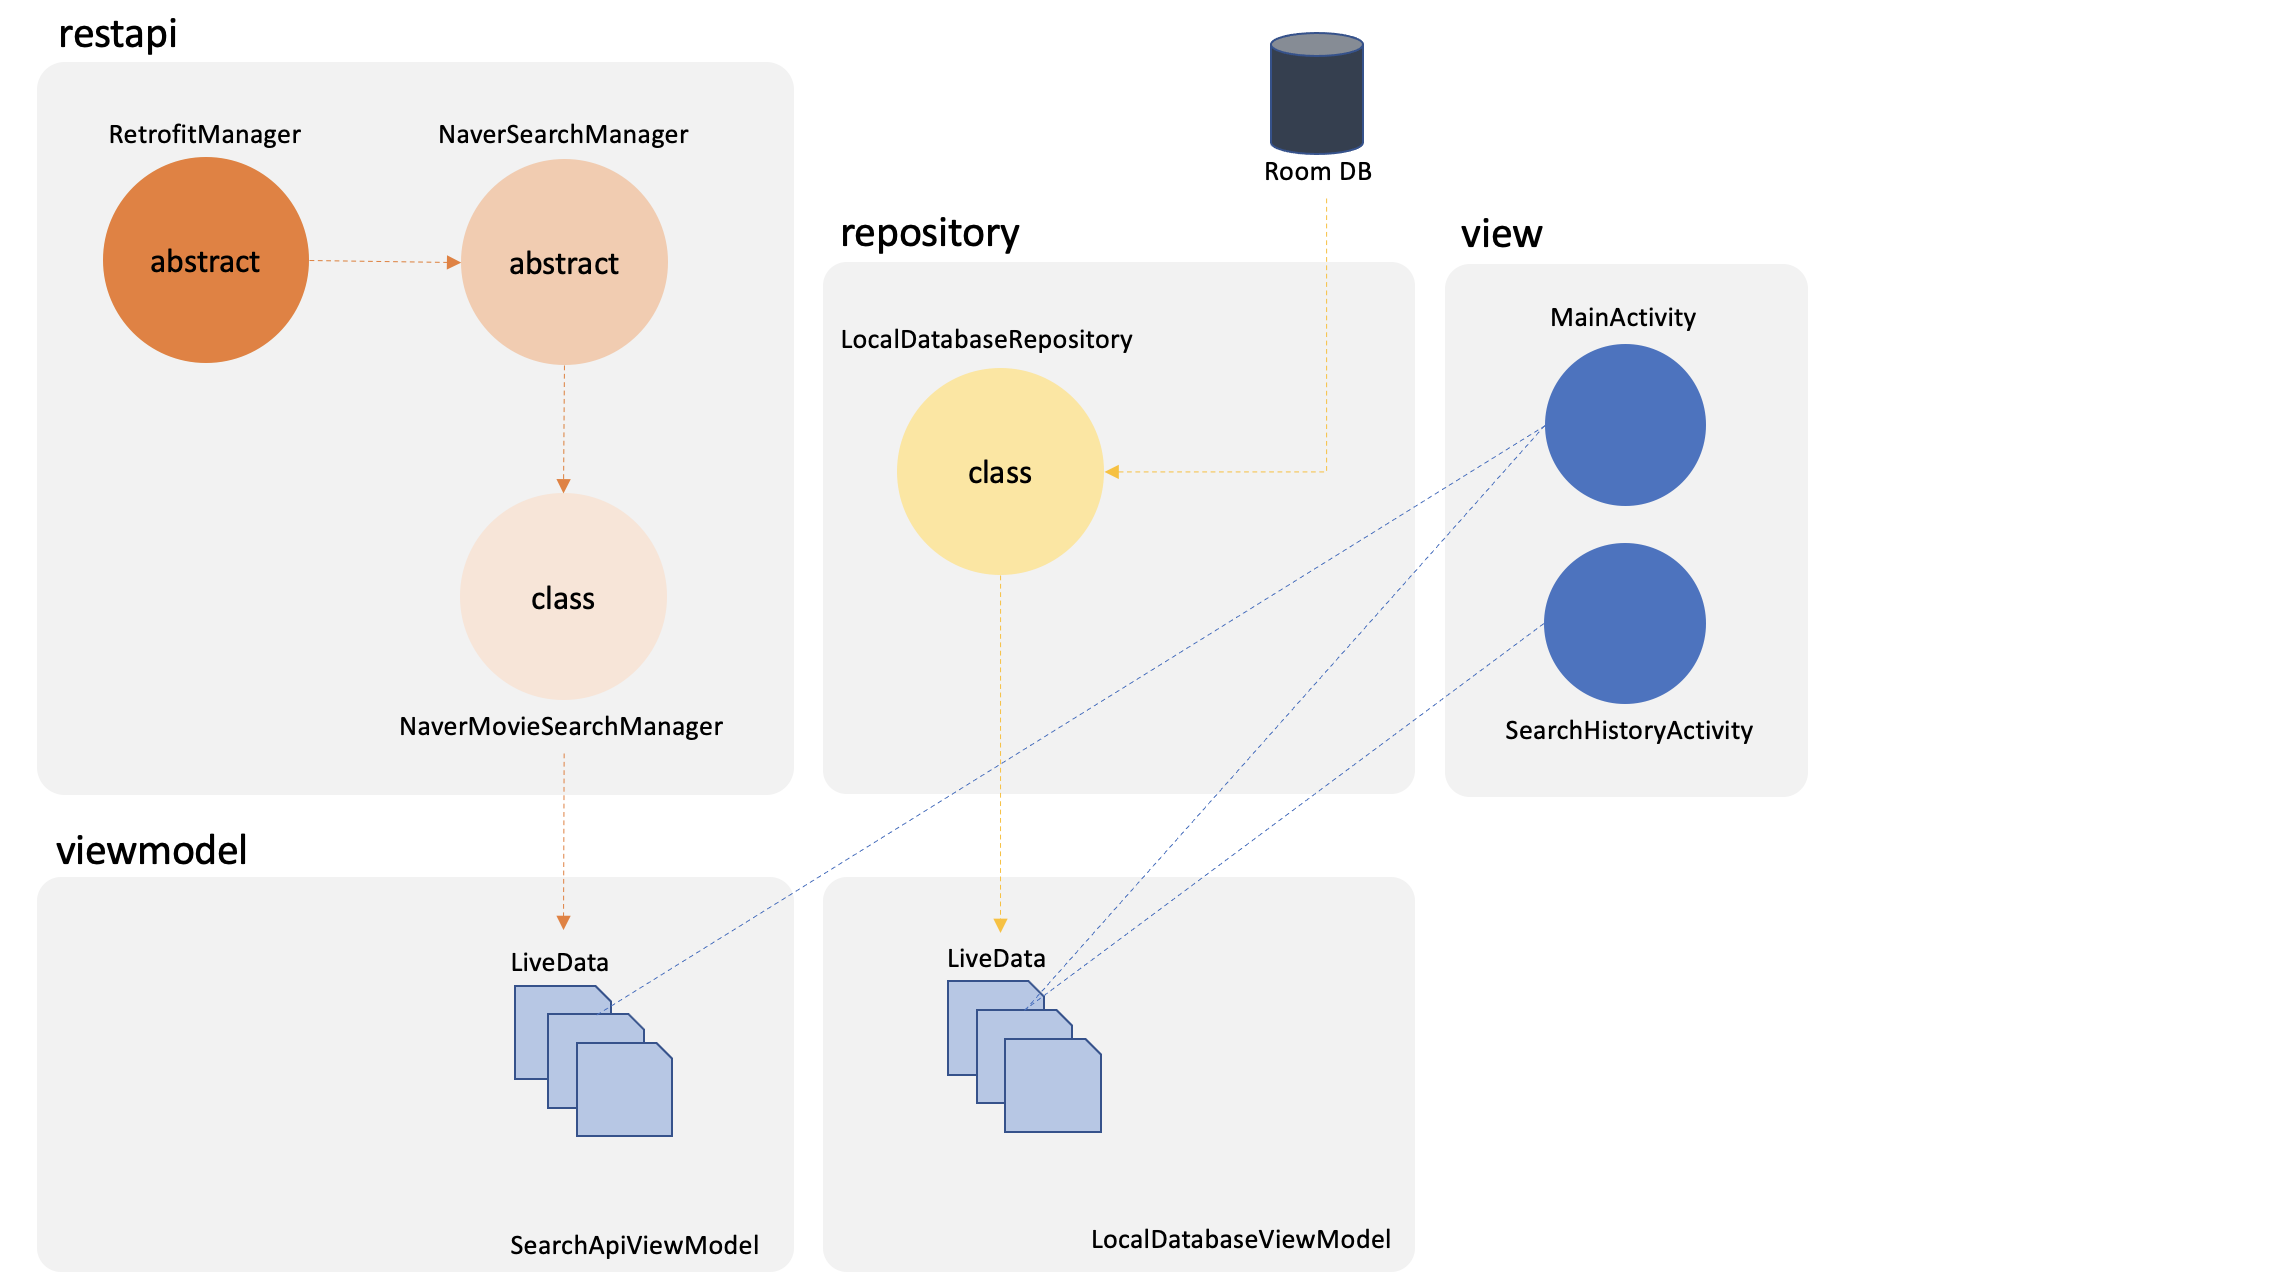 restapi
RetrofitManager
NaverSearchManager
abstract
abstract
class
NaverMovieSearchManager
Room DB
repository
LocalDatabaseRepository
class
view
MainActivity
SearchHistoryActivity
viewmodel
LiveData
SearchApiViewModel
LiveData
LocalDatabaseViewModel